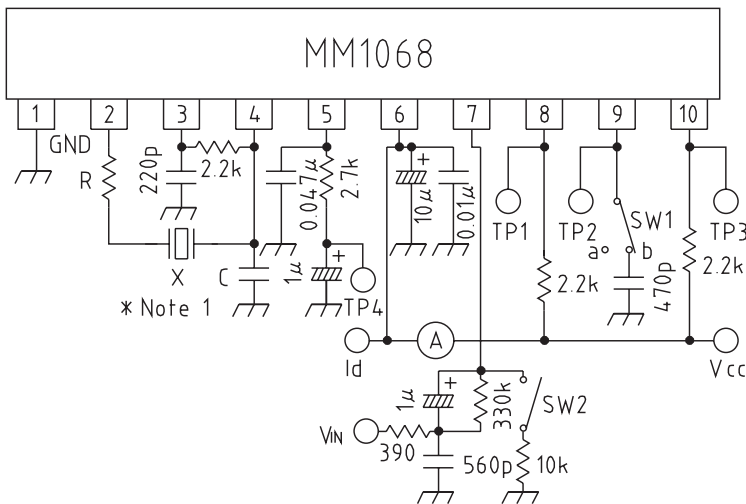 MM1068
1 2 3 4 5 6 7 8 9 10
GND
R
220p
2.2k
0.047μ
2.7k
10μ
+
0.01μ
TP1
TP2
SW1
a b
TP3
2.2k
2.2k
470p
X
C
1μ
+
TP4
* Note 1
Id
A
Vcc
1μ
+
330k
SW2
VIN
390
560p
10k